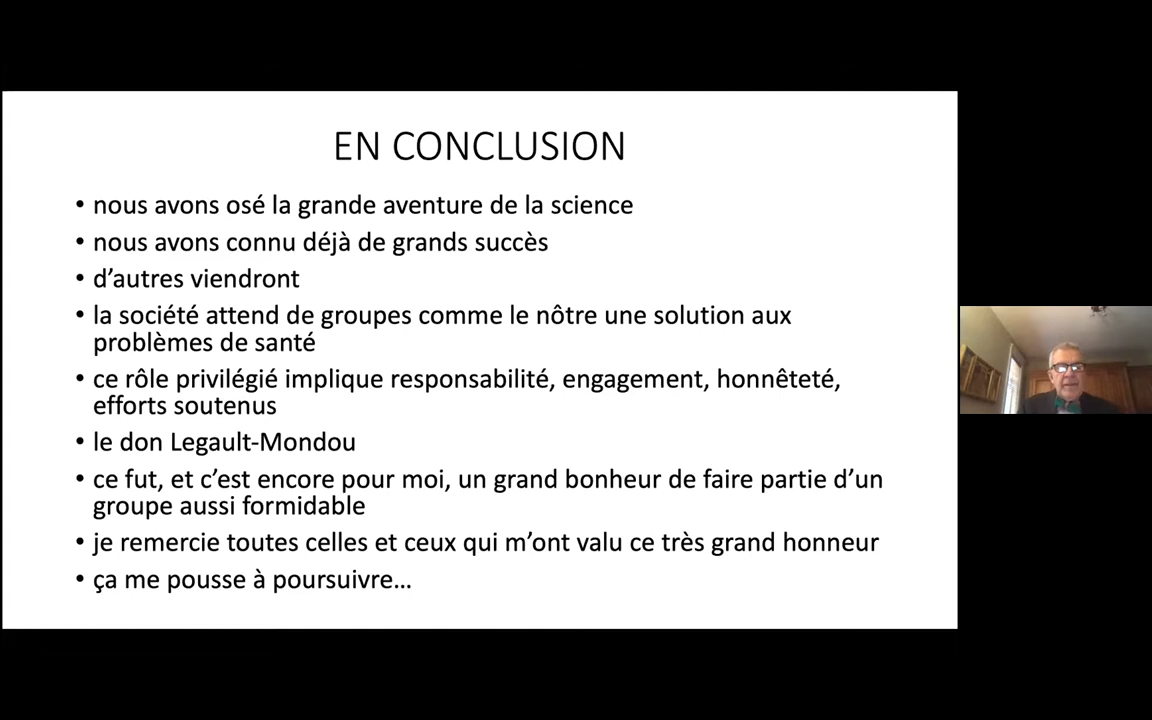 EN CONCLUSION
• nous avons osé la grande aventure de la science
• nous avons connu déjà de grands succès
• d’autres viendront
• la société attend de groupes comme le nôtre une solution aux
problèmes de santé
• ce rôle privilégié implique responsabilité, engagement, honnêteté,
efforts soutenus
• le don Legault-Mondou
• ce fut, et c’est encore pour moi, un grand bonheur de faire partie d’un
groupe aussi formidable
• je remercie toutes celles et ceux qui m’ont valu ce très grand honneur
• ça me pousse à poursuivre…